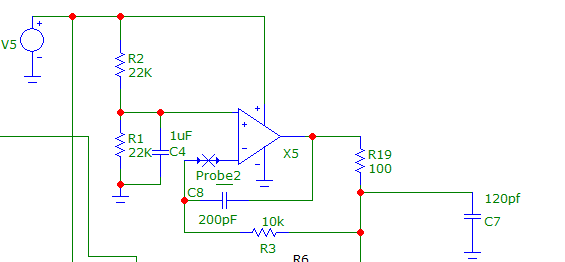 V5
R2
22K
R1
22K
1uF
C4
X5
Probe2
C8
200pF
10k
R3
R19
100
120pf
C7
R6